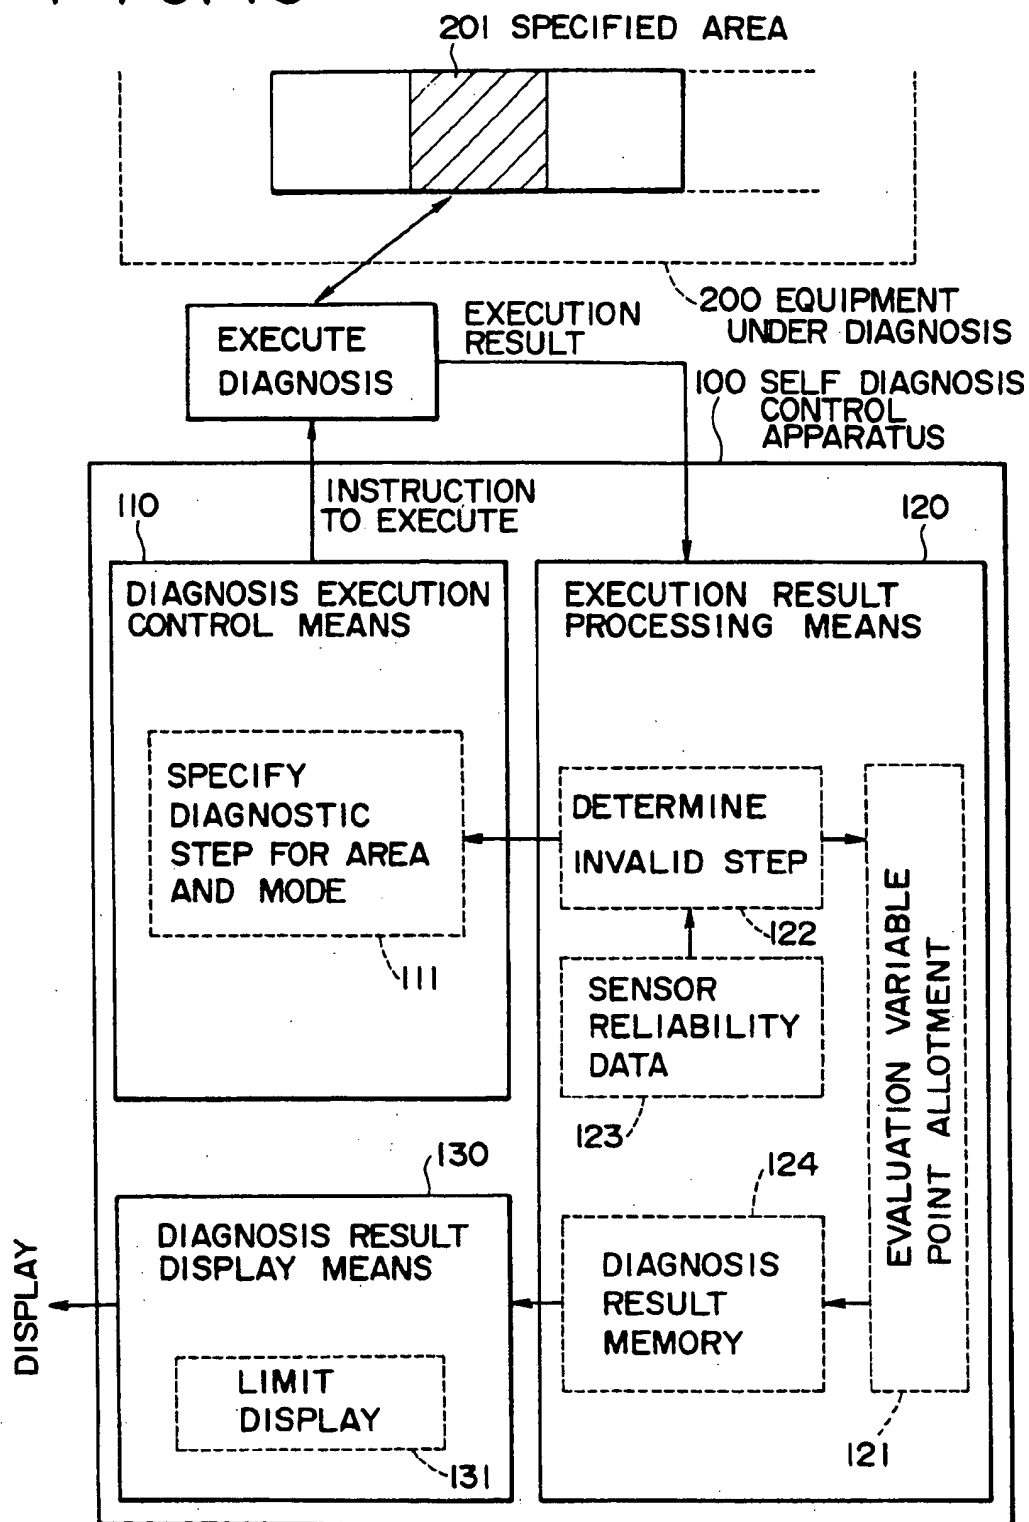 201 SPECIFIED AREA
200 EQUIPMENT
UNDER DIAGNOSIS
EXECUTE
DIAGNOSIS
EXECUTION
RESULT
100 SELF DIAGNOSIS
CONTROL
APPARATUS
INSTRUCTION
TO EXECUTE
110
120
DIAGNOSIS EXECUTION
CONTROL MEANS
EXECUTION RESULT
PROCESSING MEANS
SPECIFY
DIAGNOSTIC
STEP FOR AREA
AND MODE
111
DETERMINE
INVALID STEP
122
SENSOR
RELIABILITY
DATA
123
EVALUATION VARIABLE
POINT ALLOTMENT
121
124
DIAGNOSIS
RESULT
MEMORY
130
DIAGNOSIS RESULT
DISPLAY MEANS
LIMIT
DISPLAY
131
DISPLAY